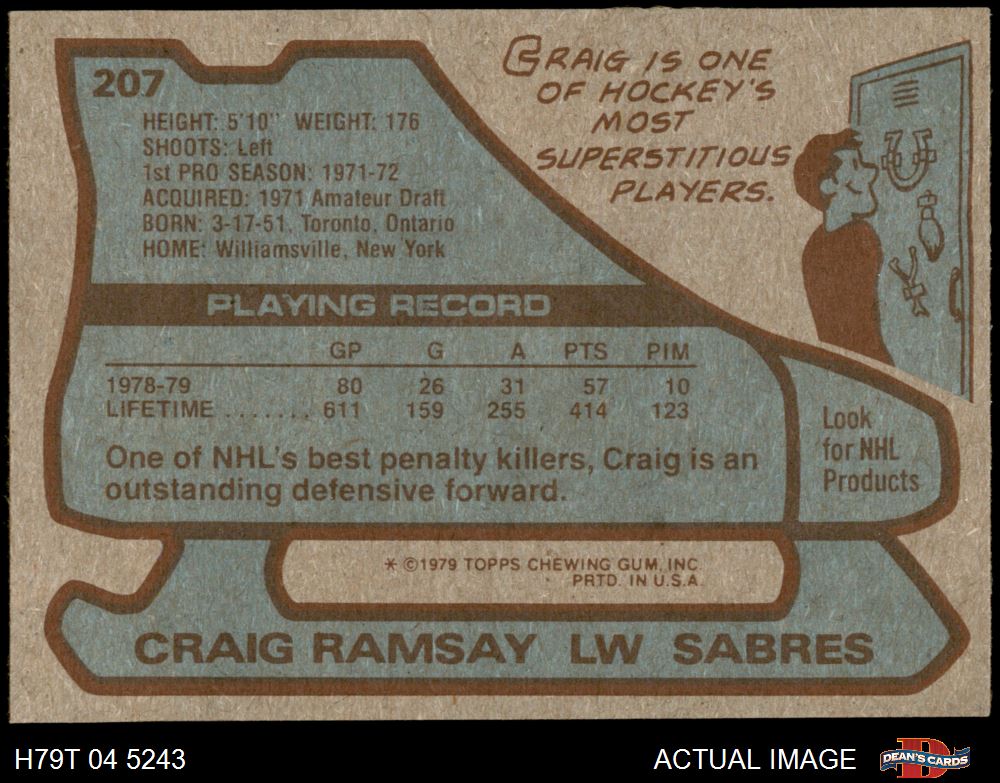 207
HEIGHT: 5'10" WEIGHT: 176
SHOOTS: Left
1st PRO SEASON: 1971-72
ACQUIRED: 1971 Amateur Draft
BORN: 3-17-51, Toronto, Ontario
HOME: Williamsville, New York
CRAIG IS ONE
OF HOCKEY'S
MOST
SUPERSTITIOUS
PLAYERS.
PLAYING RECORD
GP G A PTS PIM
1978-79 80 26 31 57 10
LIFETIME ....... 611 159 255 414 123
One of NHL's best penalty killers, Craig is an
outstanding defensive forward.
Look
for NHL
Products
* ©1979 TOPPS CHEWING GUM, INC.
PRTD. IN U.S.A.
CRAIG RAMSAY LW SABRES
H79T 04 5243
ACTUAL IMAGE
DEAN'S CARDS